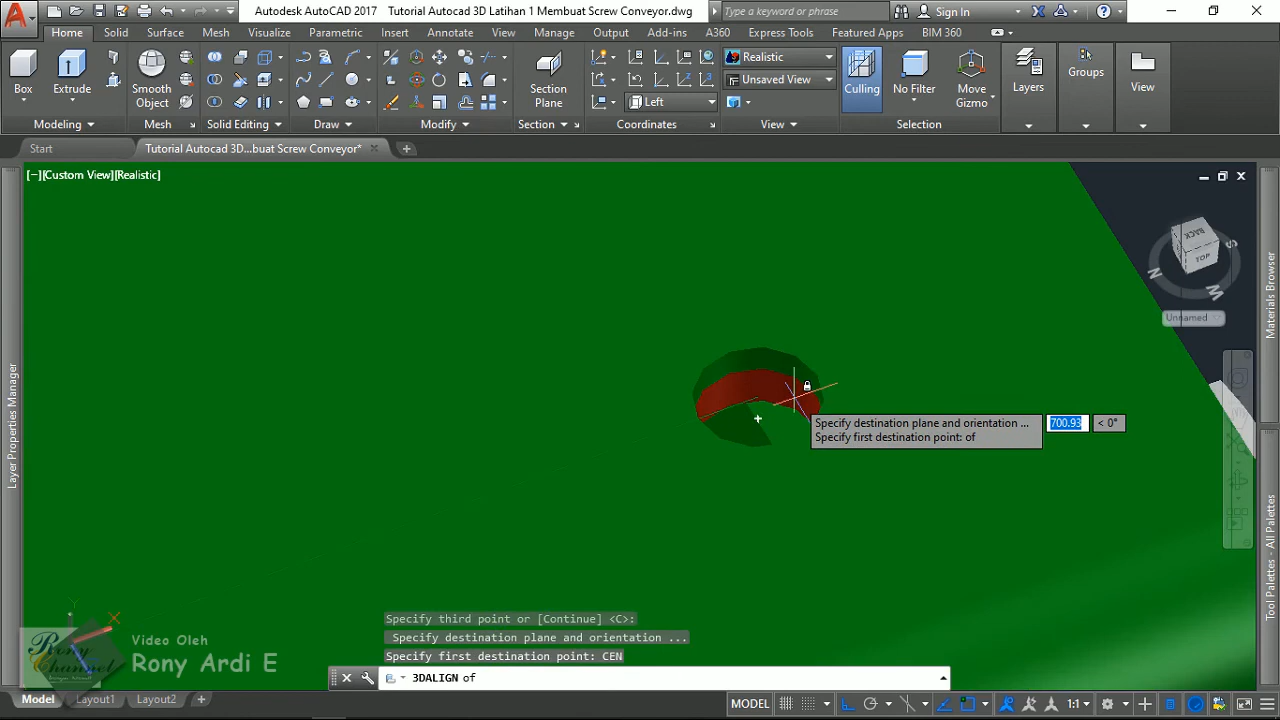 Autodesk AutoCAD 2017 Tutorial Autocad 3D Latihan 1 Membuat Screw Conveyor.dwg
Type a keyword or phrase
Sign In
Home Solid Surface Mesh Visualize Parametric Insert Annotate View Manage Output Add-ins A360 Express Tools Featured Apps BIM 360
Box
Extrude
Smooth
Object
Section
Plane
Realistic
Unsaved View
Left
Culling
No Filter
Move
Gizmo
Layers
Groups
View
Modeling Mesh Solid Editing Draw Modify Section Coordinates View Selection
Start
Tutorial Autocad 3D...buat Screw Conveyor*
[−][Custom View][Realistic]
BACK
TOP
N
W
Unnamed
Materials Browser
Layer Properties Manager
Tool Palettes - All Palettes
Specify destination plane and orientation ...
Specify first destination point: of
700.93
< 0°
Specify third point or [Continue] <C>:
Specify destination plane and orientation ...
Specify first destination point: CEN
3DALIGN of
Rony
Channel
Video Oleh
Rony Ardi E
Model Layout1 Layout2
MODEL
1:1